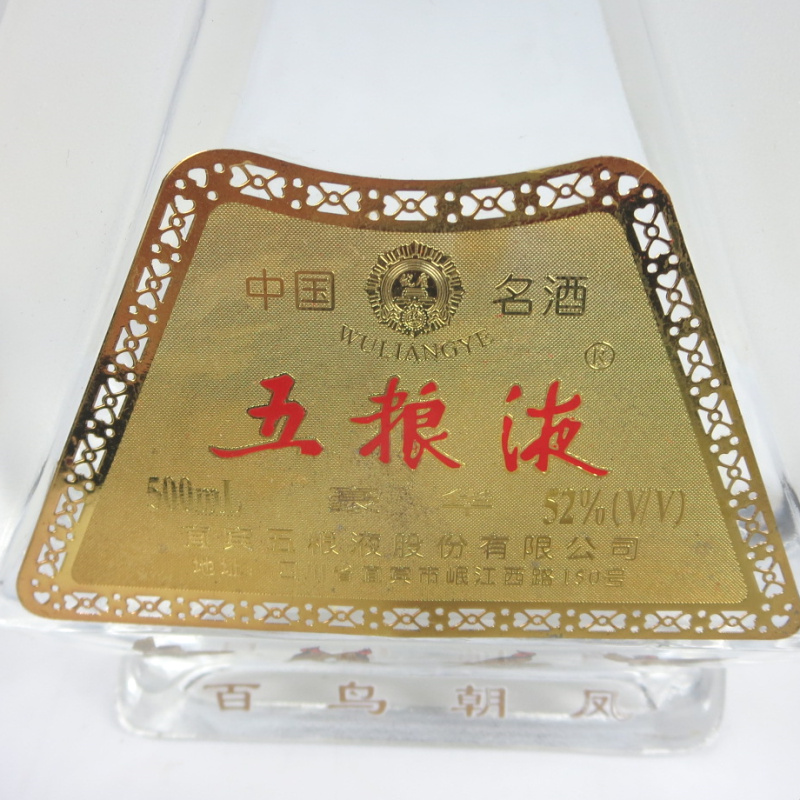 中国 名酒
WULIANGYE
®
五粮液
500mL 豪华 52%(V/V)
宜宾五粮液股份有限公司
地址:四川省宜宾市岷江西路150号
百鸟朝凤